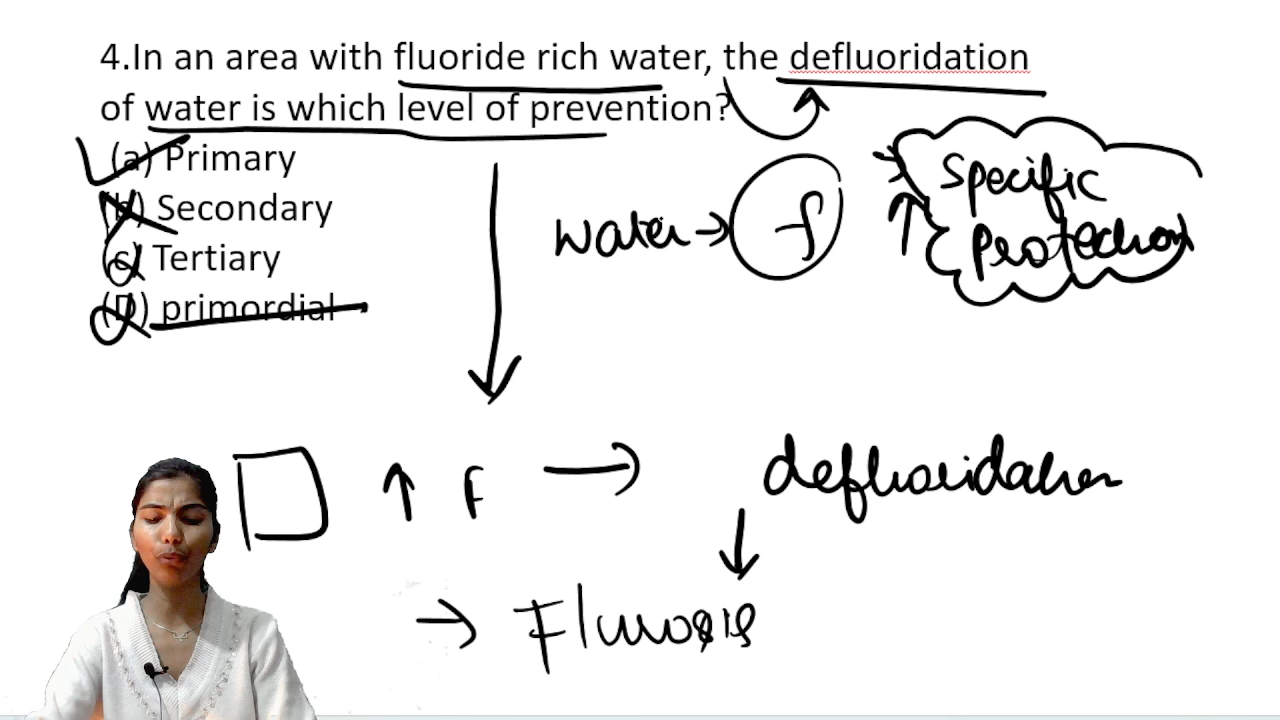 4.In an area with fluoride rich water, the defluoridation
of water is which level of prevention?
(a) Primary
(b) Secondary
(c) Tertiary
(D) primordial
Specific
Protection
water → f
↑ F → defluoridation
→ Fluorosis